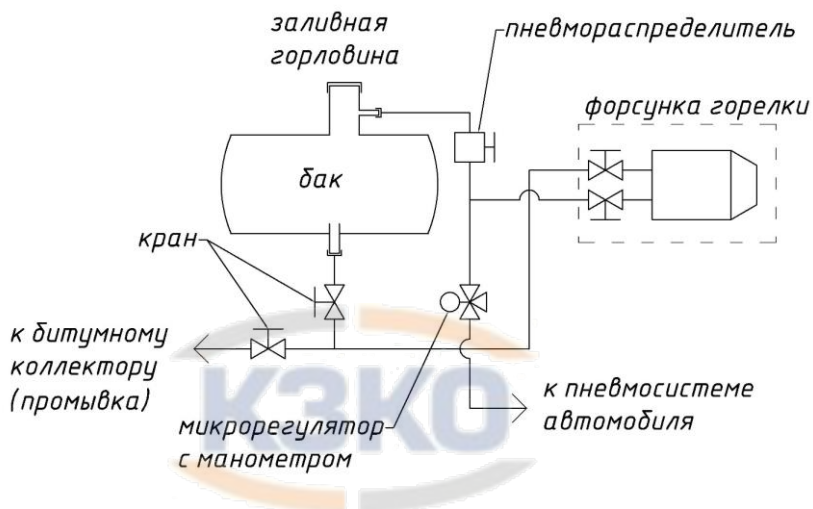 заливная
горловина
пневмораспределитель
форсунка горелки
бак
кран
к битумному
коллектору
(промывка)
КЗКО
к пневмосистеме
автомобиля
микрорегулятор
с манометром